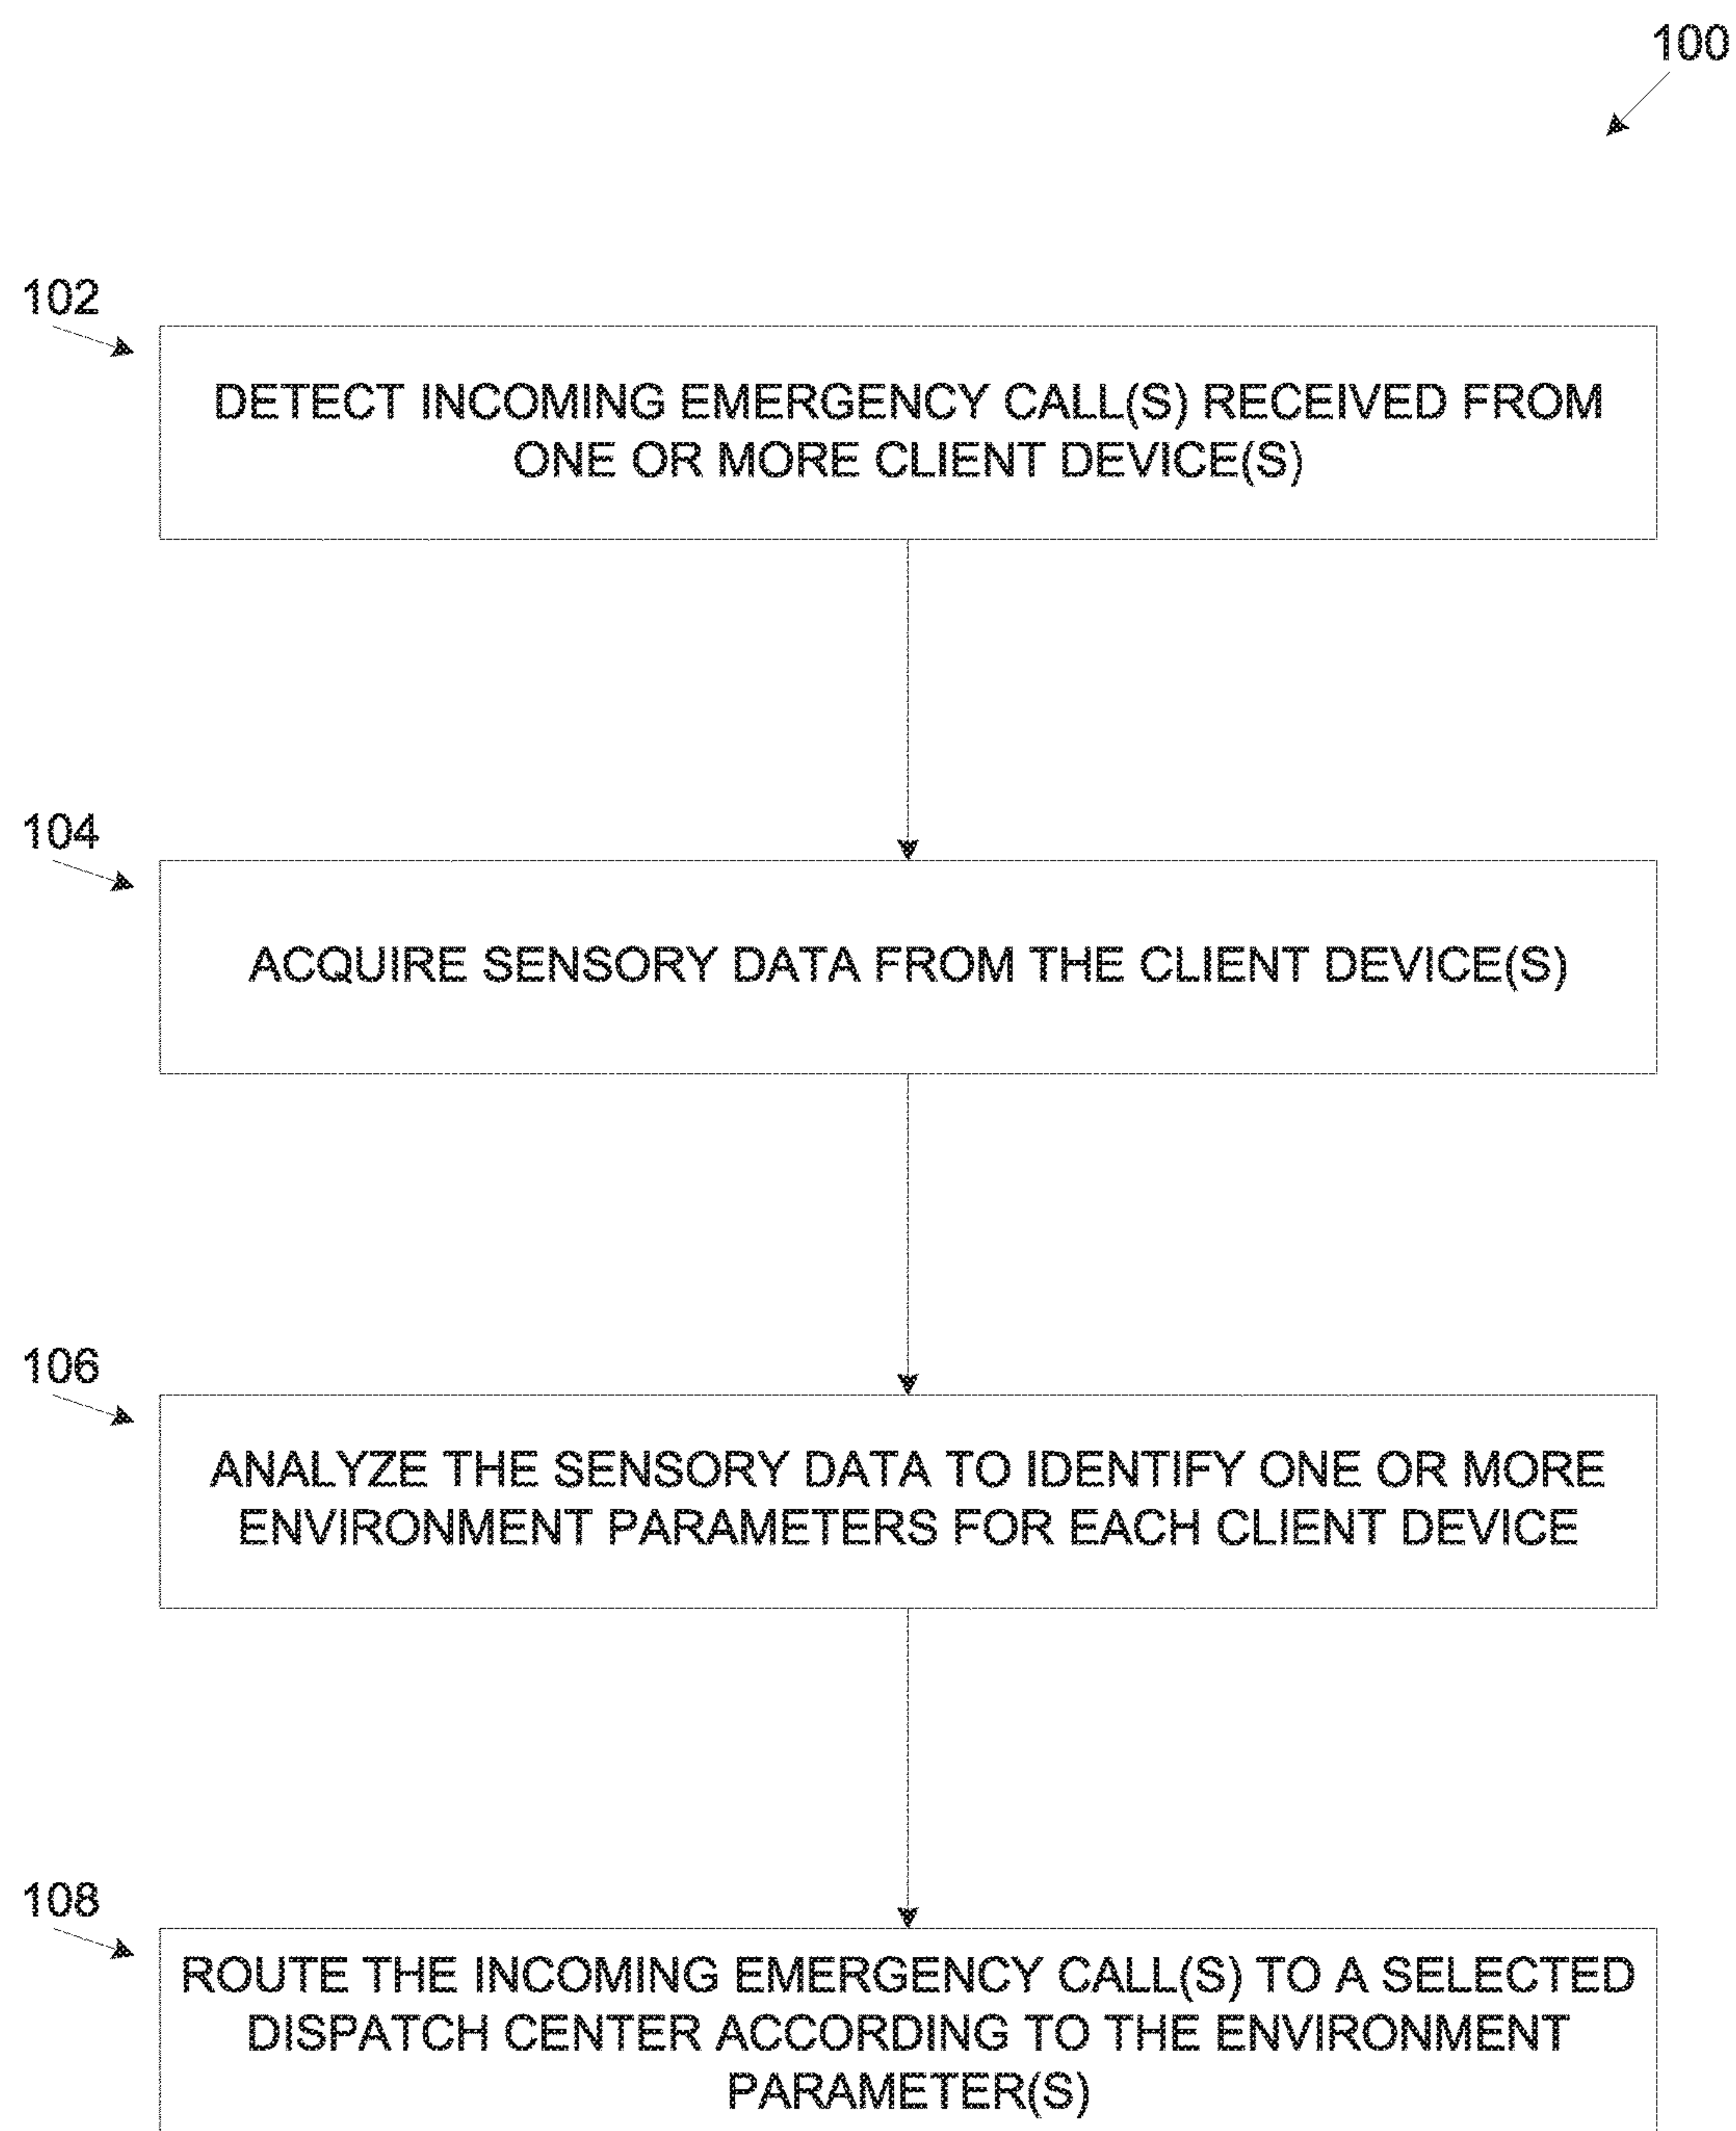 100
102
DETECT INCOMING EMERGENCY CALL(S) RECEIVED FROM
ONE OR MORE CLIENT DEVICE(S)
104
ACQUIRE SENSORY DATA FROM THE CLIENT DEVICE(S)
106
ANALYZE THE SENSORY DATA TO IDENTIFY ONE OR MORE
ENVIRONMENT PARAMETERS FOR EACH CLIENT DEVICE
108
ROUTE THE INCOMING EMERGENCY CALL(S) TO A SELECTED
DISPATCH CENTER ACCORDING TO THE ENVIRONMENT
PARAMETER(S)